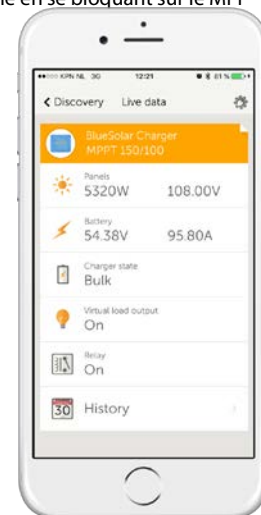 e en se bloquant sur le MPP
KPN NL 3G 12:21 81 %
Discovery Live data
BlueSolar Charger
MPPT 150/100
Panels
5320W 108.00V
Battery
54.38V 95.80A
Charger state
Bulk
Virtual load output
On
Relay
On
30 History